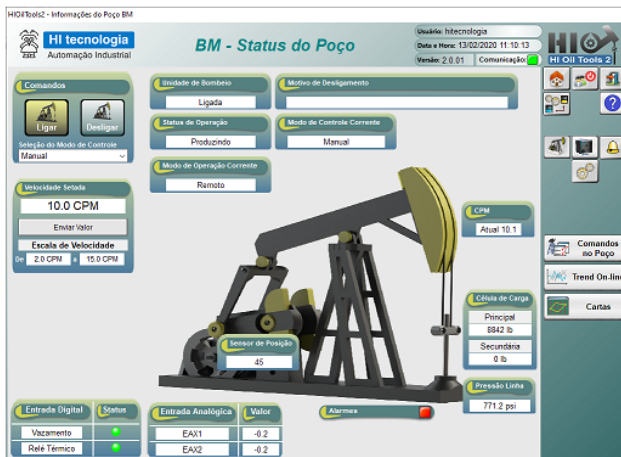 HIOilTools2 - Informações do Poço BM
HI tecnologia
Automação Industrial
BM - Status do Poço
Usuário: hitecnologia
Data e Hora: 13/02/2020 11:10:13
Versão: 2.0.01 Comunicação:
HIO
HI Oil Tools 2
Comandos
Ligar
Desligar
Seleção do Modo de Controle
Manual
Unidade de Bombeio
Ligada
Motivo de Desligamento
Status de Operação
Produzindo
Modo de Controle Corrente
Manual
Modo de Operação Corrente
Remoto
Velocidade Setada
10.0 CPM
Enviar Valor
Escala de Velocidade
De 2.0 CPM a 15.0 CPM
CPM
Atual 10.1
Célula de Carga
Principal
8842 lb
Secundária
0 lb
Sensor de Posição
45
Pressão Linha
771.2 psi
Comandos
no Poço
Trend On-line
Cartas
Entrada Digital Status
Vazamento
Relé Térmico
Entrada Analógica Valor
EAX1 -0.2
EAX2 -0.2
Alarmes